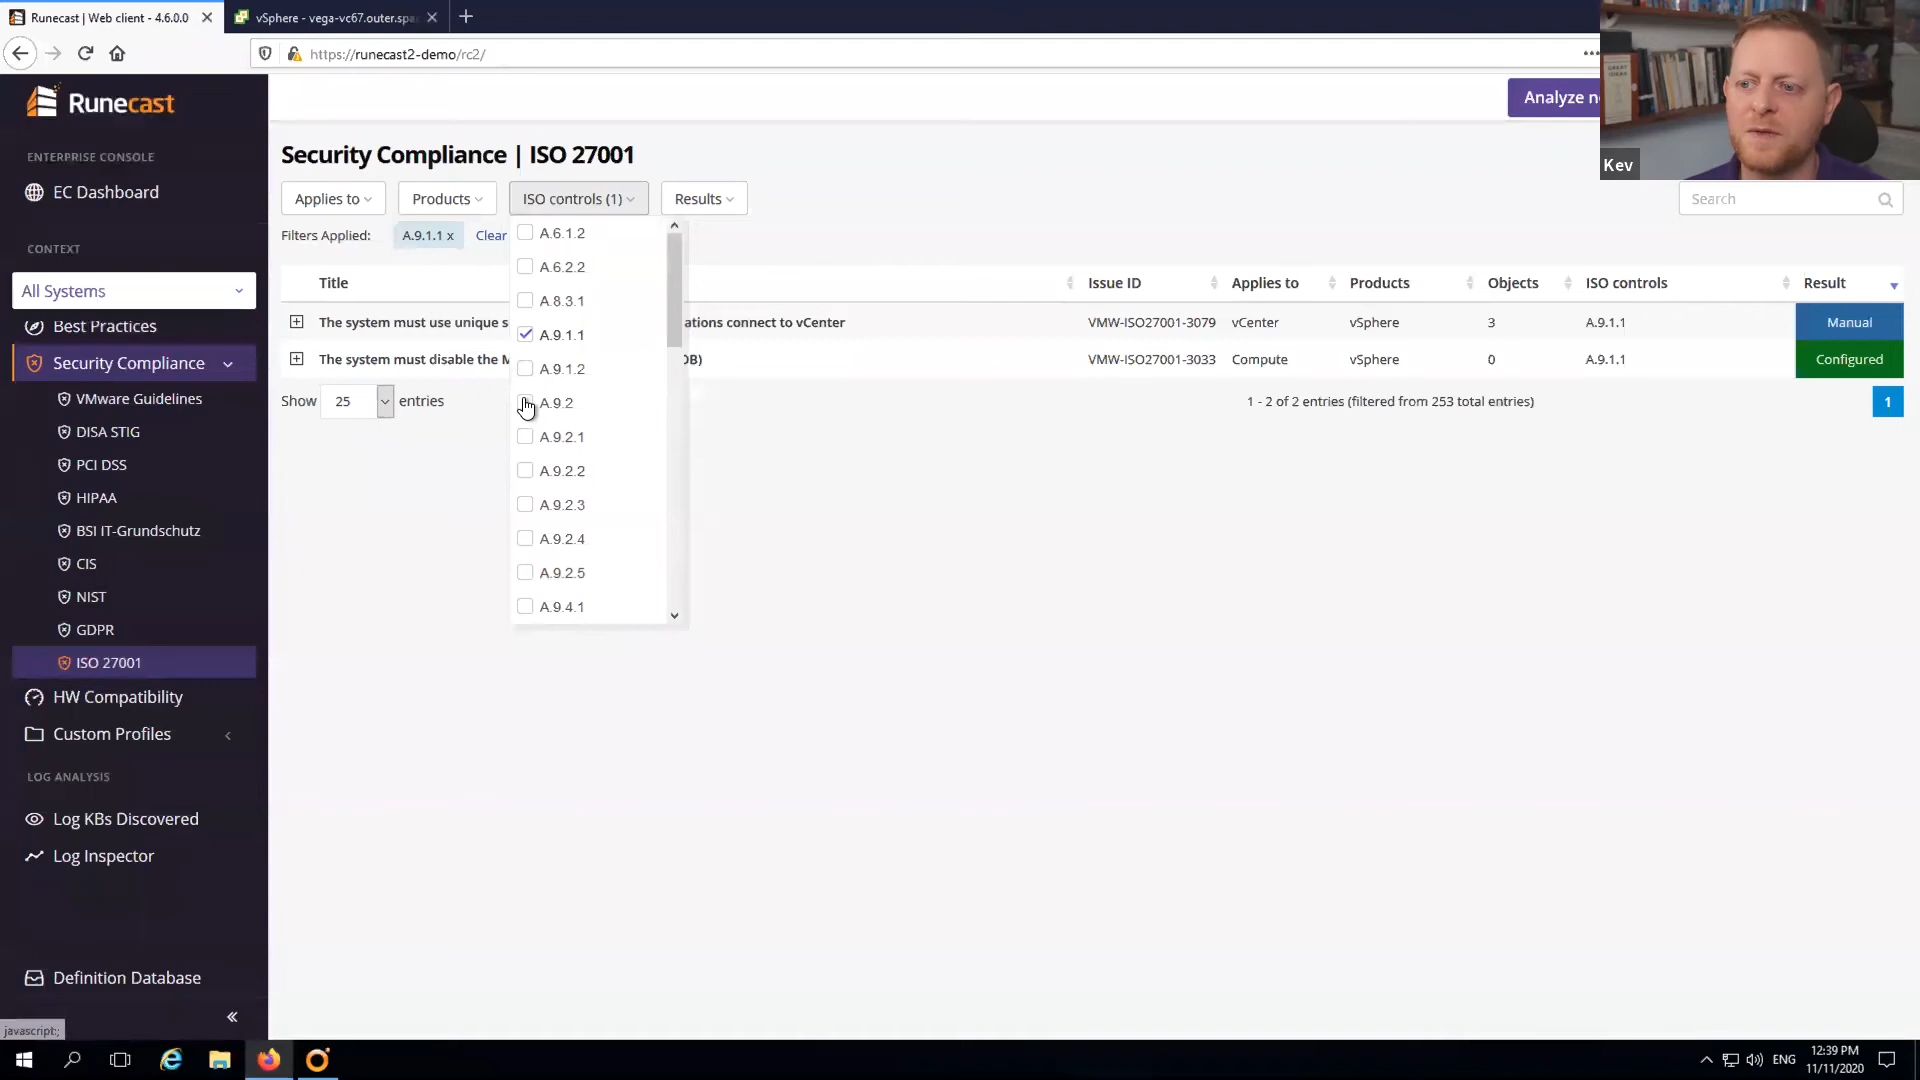 Runecast | Web client - 4.6.0.0
vSphere - vega-vc67.outer.spa
https://runecast2-demo/rc2/
Runecast
Analyze n
Kev
ENTERPRISE CONSOLE
EC Dashboard
CONTEXT
All Systems
Best Practices
Security Compliance
VMware Guidelines
DISA STIG
PCI DSS
HIPAA
BSI IT-Grundschutz
CIS
NIST
GDPR
ISO 27001
HW Compatibility
Custom Profiles
LOG ANALYSIS
Log KBs Discovered
Log Inspector
Definition Database
javascript:;
Security Compliance | ISO 27001
Applies to
Products
ISO controls (1)
Results
Search
Filters Applied:
A.9.1.1 x
Clear
A.6.1.2
A.6.2.2
A.8.3.1
A.9.1.1
A.9.1.2
A.9.2
A.9.2.1
A.9.2.2
A.9.2.3
A.9.2.4
A.9.2.5
A.9.4.1
Title Issue ID Applies to Products Objects ISO controls Result
The system must use unique s ations connect to vCenter VMW-ISO27001-3079 vCenter vSphere 3 A.9.1.1 Manual
The system must disable the M OB) VMW-ISO27001-3033 Compute vSphere 0 A.9.1.1 Configured
Show 25 entries
1 - 2 of 2 entries (filtered from 253 total entries)
1
ENG
12:39 PM
11/11/2020